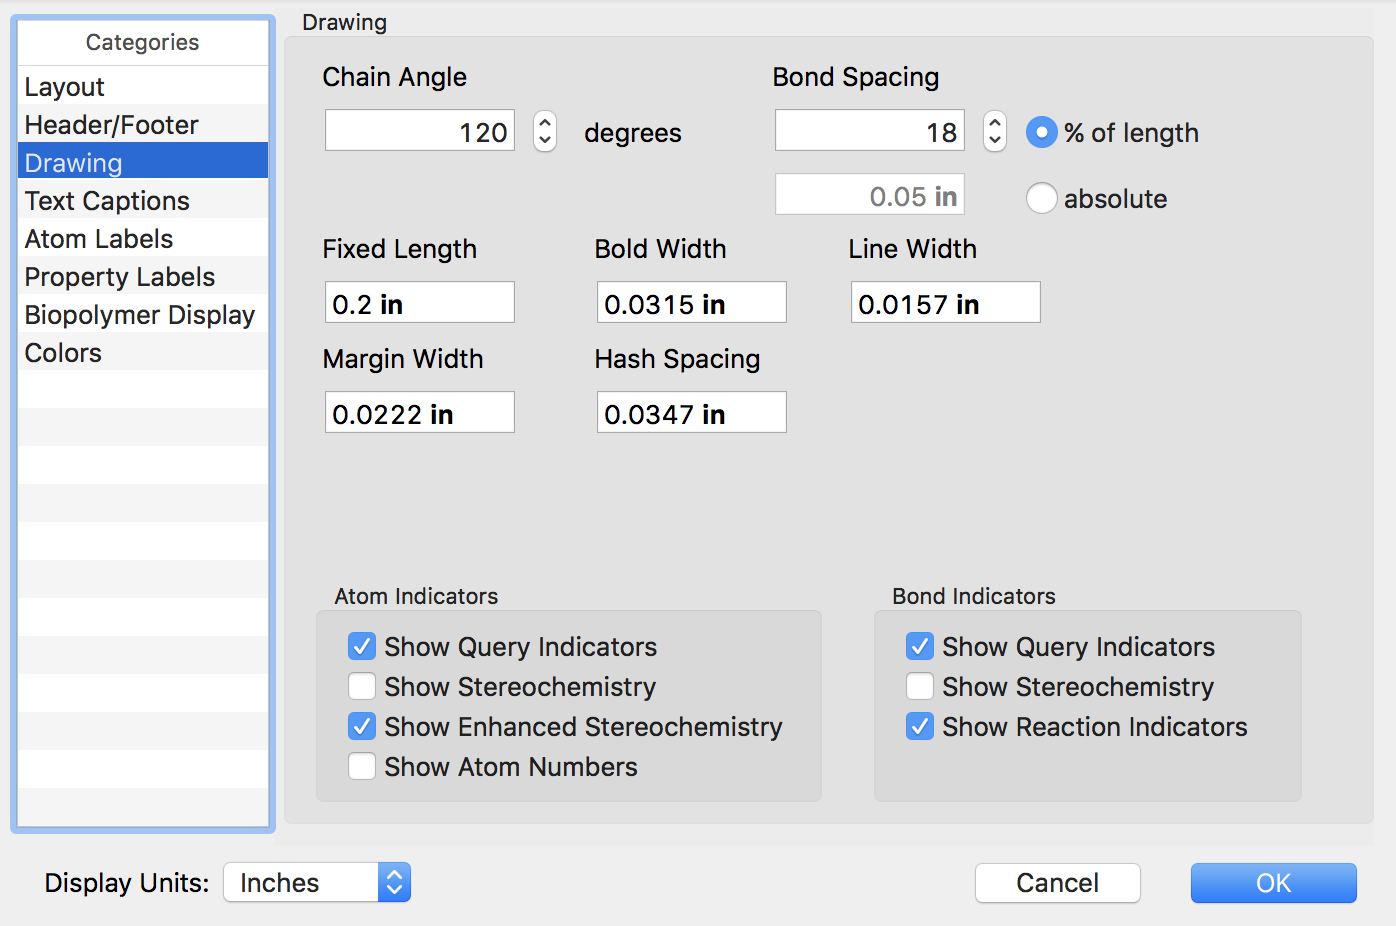 Categories
Layout
Header/Footer
Drawing
Text Captions
Atom Labels
Property Labels
Biopolymer Display
Colors
Drawing
Chain Angle
120 degrees
Bond Spacing
18 % of length
0.05 in absolute
Fixed Length Bold Width Line Width
0.2 in 0.0315 in 0.0157 in
Margin Width Hash Spacing
0.0222 in 0.0347 in
Atom Indicators
Show Query Indicators
Show Stereochemistry
Show Enhanced Stereochemistry
Show Atom Numbers
Bond Indicators
Show Query Indicators
Show Stereochemistry
Show Reaction Indicators
Display Units: Inches
Cancel OK